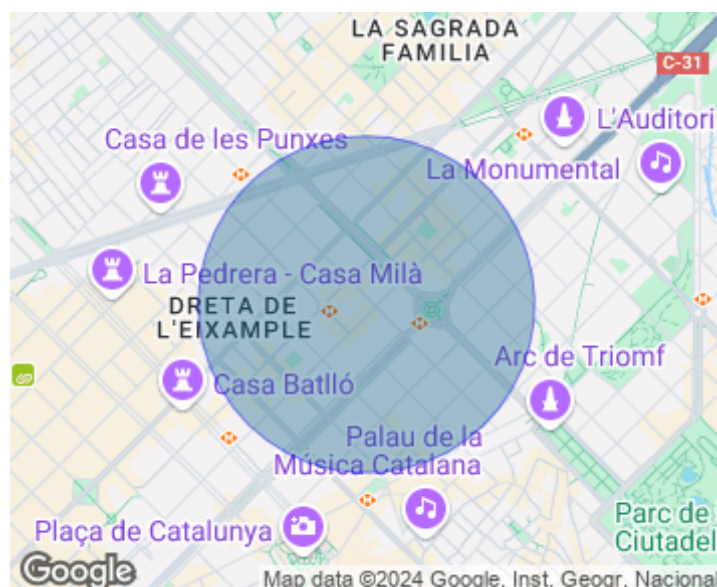 LA SAGRADA
FAMILIA
C-31
L'Auditori
Casa de les Punxes
La Monumental
La Pedrera - Casa Milà
DRETA DE
L'EIXAMPLE
Arc de Triomf
Casa Batlló
Palau de la
Música Catalana
Plaça de Catalunya
Parc de
Ciutadel
Google
Map data ©2024 Google, Inst. Geogr. Nacional